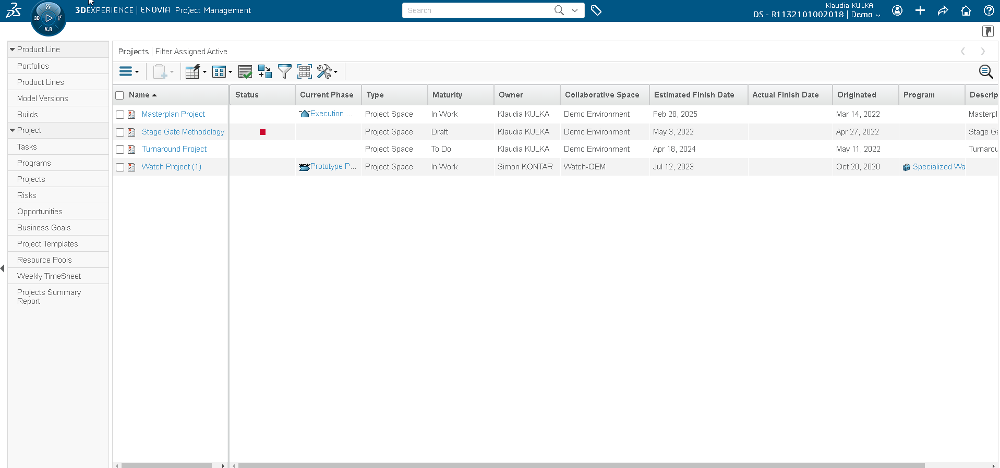 3DEXPERIENCE | ENOVIA Project Management
Search
Klaudia KULKA
DS - R1132101002018 | Demo
3D
V.R
Product Line
Portfolios
Product Lines
Model Versions
Builds
Project
Tasks
Programs
Projects
Risks
Opportunities
Business Goals
Project Templates
Resource Pools
Weekly TimeSheet
Projects Summary
Report
Projects | Filter:Assigned Active
Name Status Current Phase Type Maturity Owner Collaborative Space Estimated Finish Date Actual Finish Date Originated Program Descrip
Masterplan Project Execution ... Project Space In Work Klaudia KULKA Demo Environment Feb 28, 2025 Mar 14, 2022 Masterpl
Stage Gate Methodology Project Space Draft Klaudia KULKA Demo Environment May 3, 2022 Apr 27, 2022 Stage Ga
Turnaround Project Project Space To Do Klaudia KULKA Demo Environment Apr 18, 2024 May 11, 2022 Turnarou
Watch Project (1) Prototype P... Project Space In Work Simon KONTAR Watch-OEM Jul 12, 2023 Oct 20, 2020 Specialized Wa